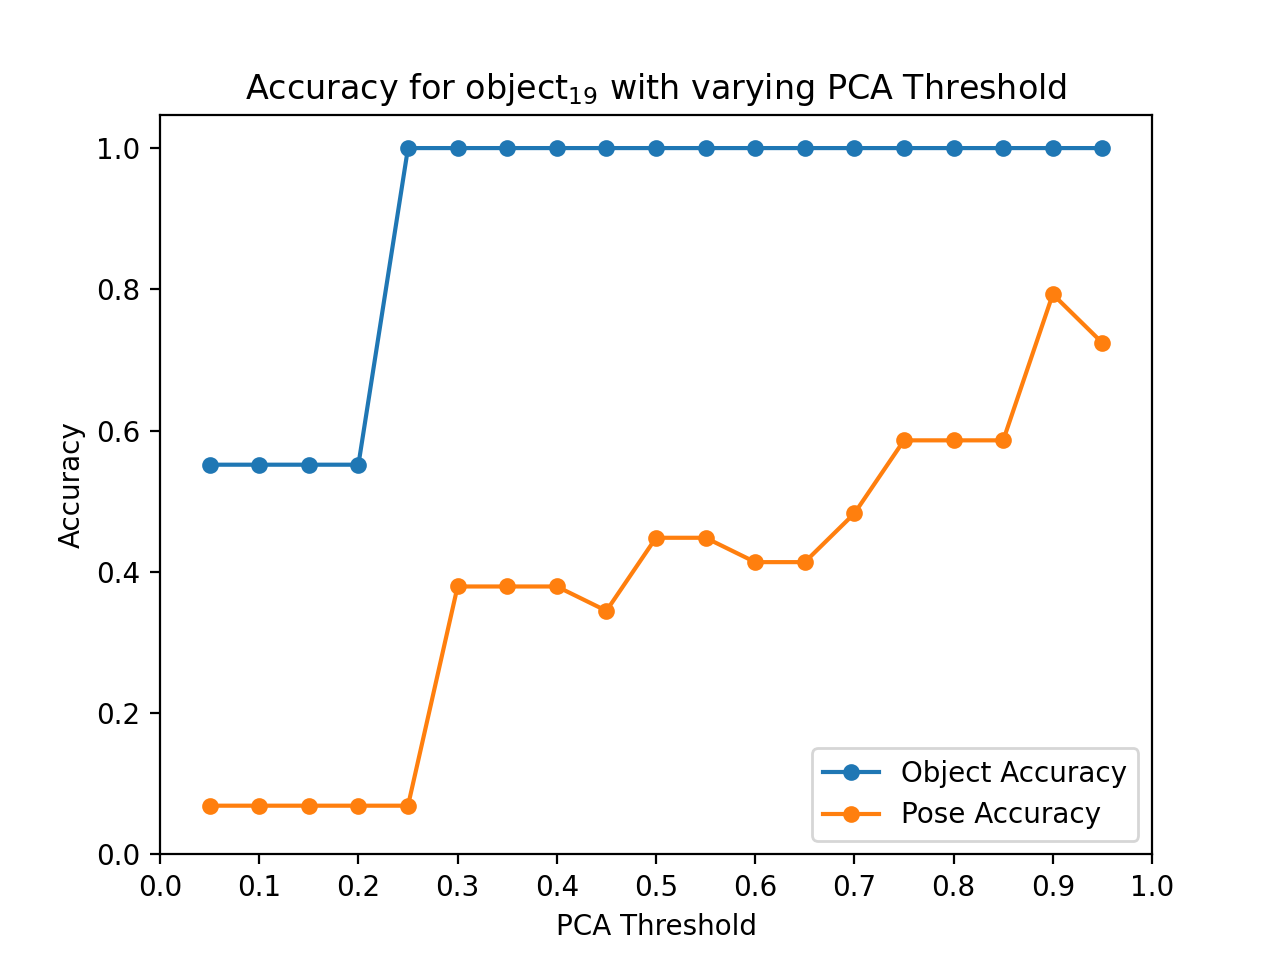 Accuracy for object₁₉ with varying PCA Threshold
1.0
0.8
0.6
0.4
0.2
0.0
Accuracy
Object Accuracy
Pose Accuracy
0.0 0.1 0.2 0.3 0.4 0.5 0.6 0.7 0.8 0.9 1.0
PCA Threshold